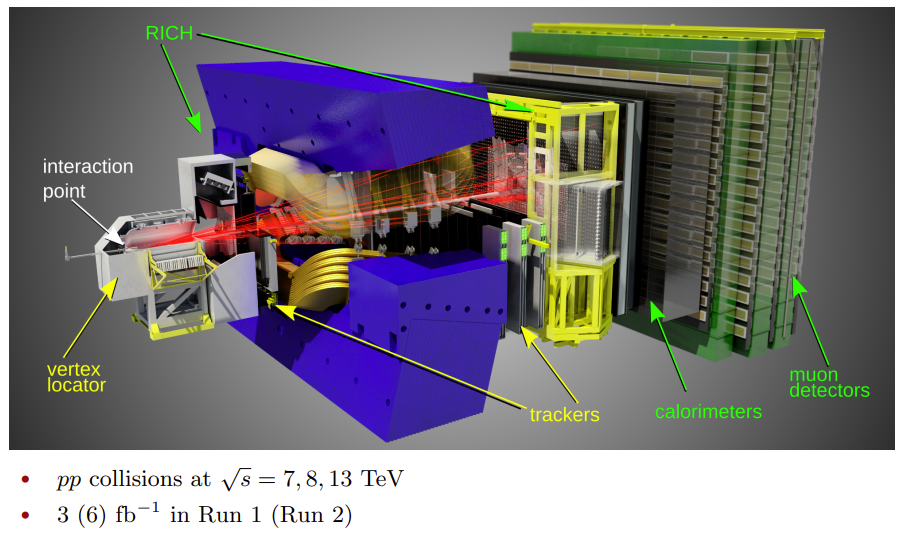 RICH
interaction
point
vertex
locator
trackers
calorimeters
muon
detectors
• pp collisions at √s = 7, 8, 13 TeV
• 3 (6) fb⁻¹ in Run 1 (Run 2)